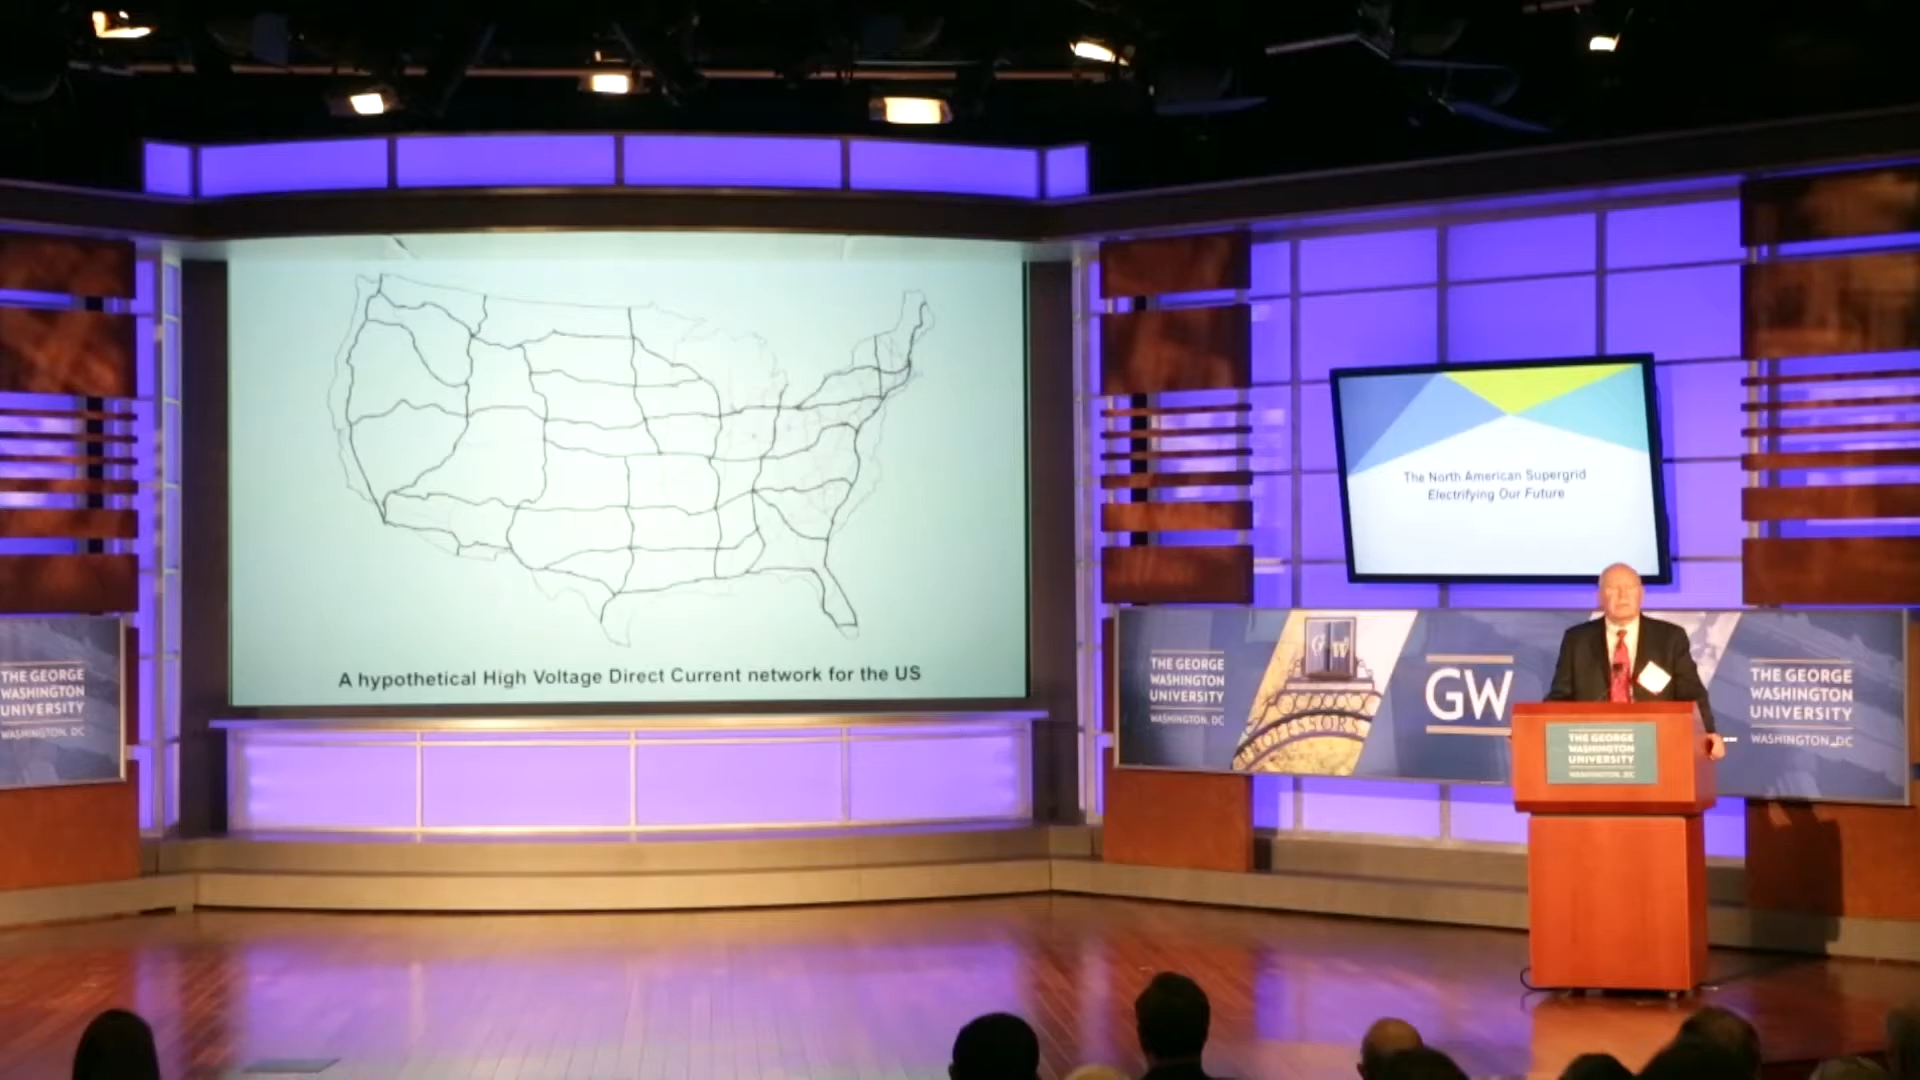 A hypothetical High Voltage Direct Current network for the US
The North American Supergrid
Electrifying Our Future
THE GEORGE
WASHINGTON
UNIVERSITY
WASHINGTON, DC
THE GEORGE
WASHINGTON
UNIVERSITY
WASHINGTON, DC
GW
PROFESSORS
GW
THE GEORGE
WASHINGTON
UNIVERSITY
WASHINGTON, DC
THE GEORGE
WASHINGTON
UNIVERSITY
WASHINGTON, DC